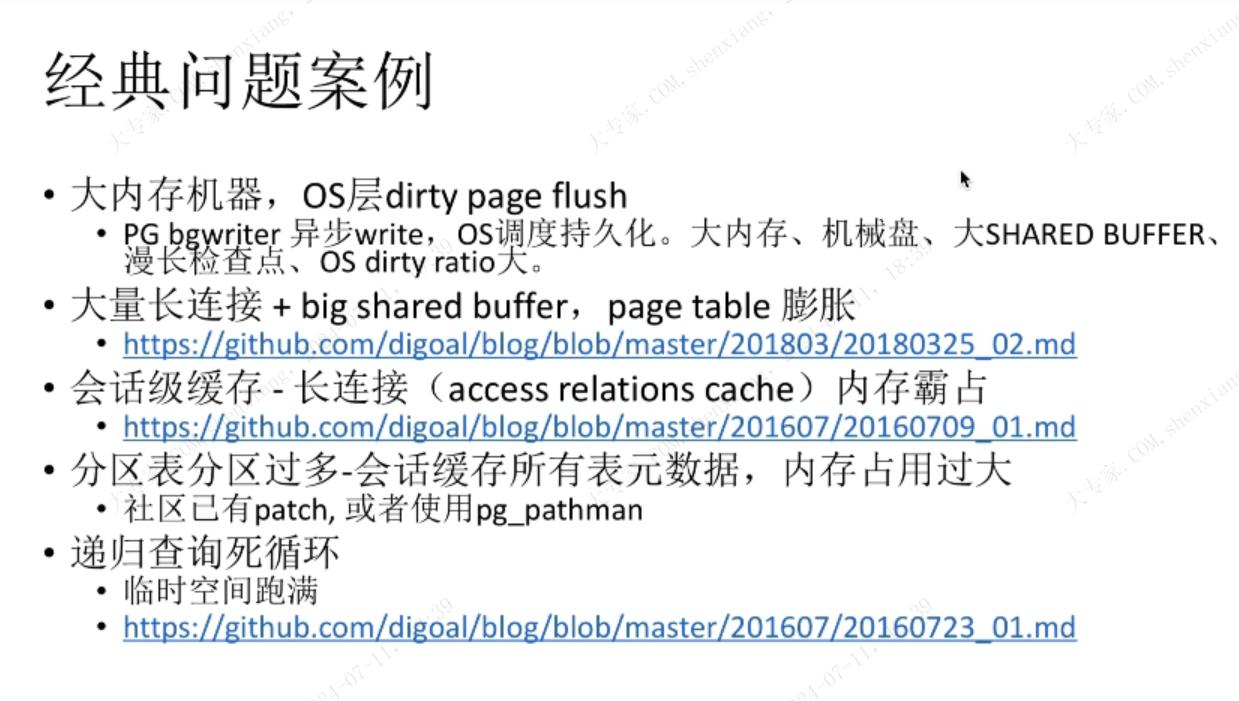 经典问题案例
• 大内存机器，OS层dirty page flush
• PG bgwriter 异步write，OS调度持久化。大内存、机械盘、大SHARED BUFFER、
漫长检查点、OS dirty ratio大。
• 大量长连接 + big shared buffer，page table 膨胀
• https://github.com/digoal/blog/blob/master/201803/20180325_02.md
• 会话级缓存 - 长连接（access relations cache）内存霸占
• https://github.com/digoal/blog/blob/master/201607/20160709_01.md
• 分区表分区过多-会话缓存所有表元数据，内存占用过大
• 社区已有patch, 或者使用pg_pathman
• 递归查询死循环
• 临时空间跑满
• https://github.com/digoal/blog/blob/master/201607/20160723_01.md